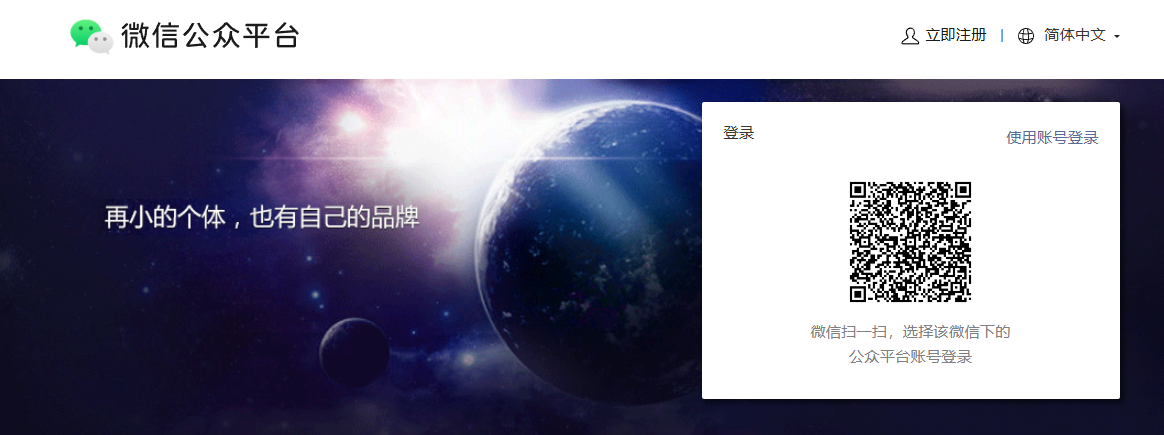 微信公众平台
立即注册 | 简体中文
登录
使用账号登录
再小的个体，也有自己的品牌
微信扫一扫，选择该微信下的
公众平台账号登录